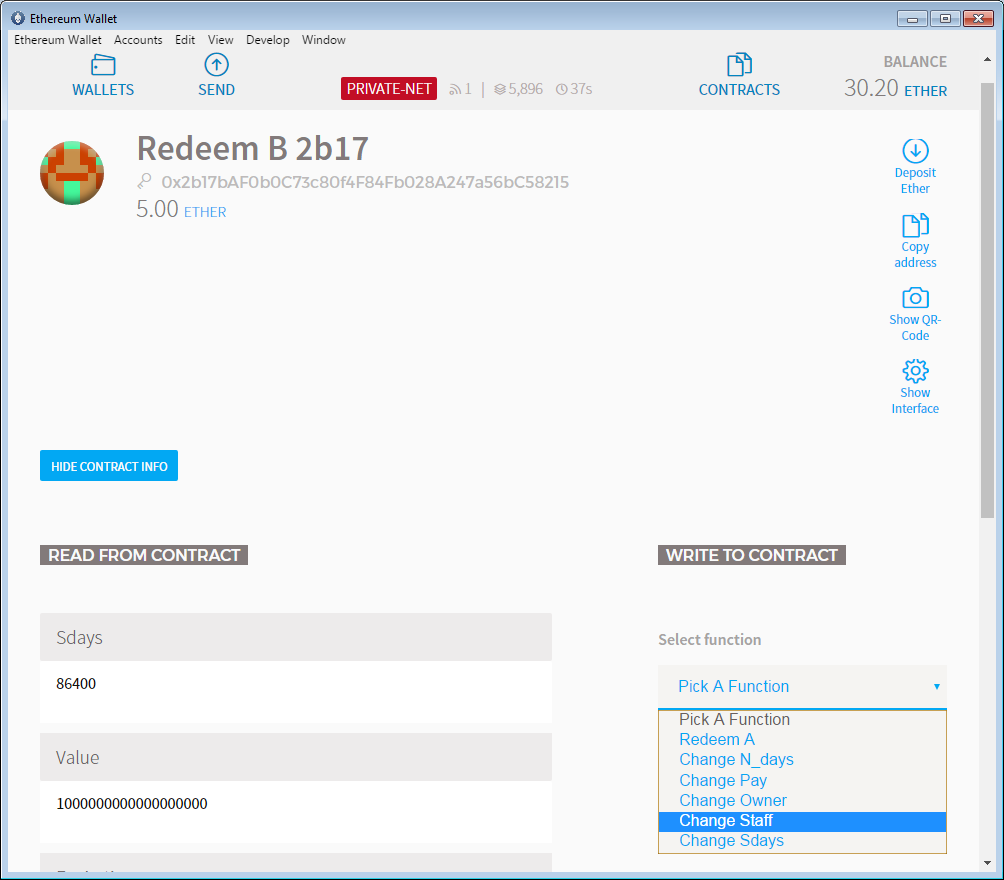 Ethereum Wallet
Ethereum Wallet Accounts Edit View Develop Window
WALLETS
SEND
PRIVATE-NET
1 | 5,896 37s
CONTRACTS
BALANCE
30.20 ETHER
Redeem B 2b17
0x2b17bAF0b0C73c80f4F84Fb028A247a56bC58215
5.00 ETHER
Deposit
Ether
Copy
address
Show QR-
Code
Show
Interface
HIDE CONTRACT INFO
READ FROM CONTRACT
Sdays
86400
Value
1000000000000000000
WRITE TO CONTRACT
Select function
Pick A Function
Pick A Function
Redeem A
Change N_days
Change Pay
Change Owner
Change Staff
Change Sdays